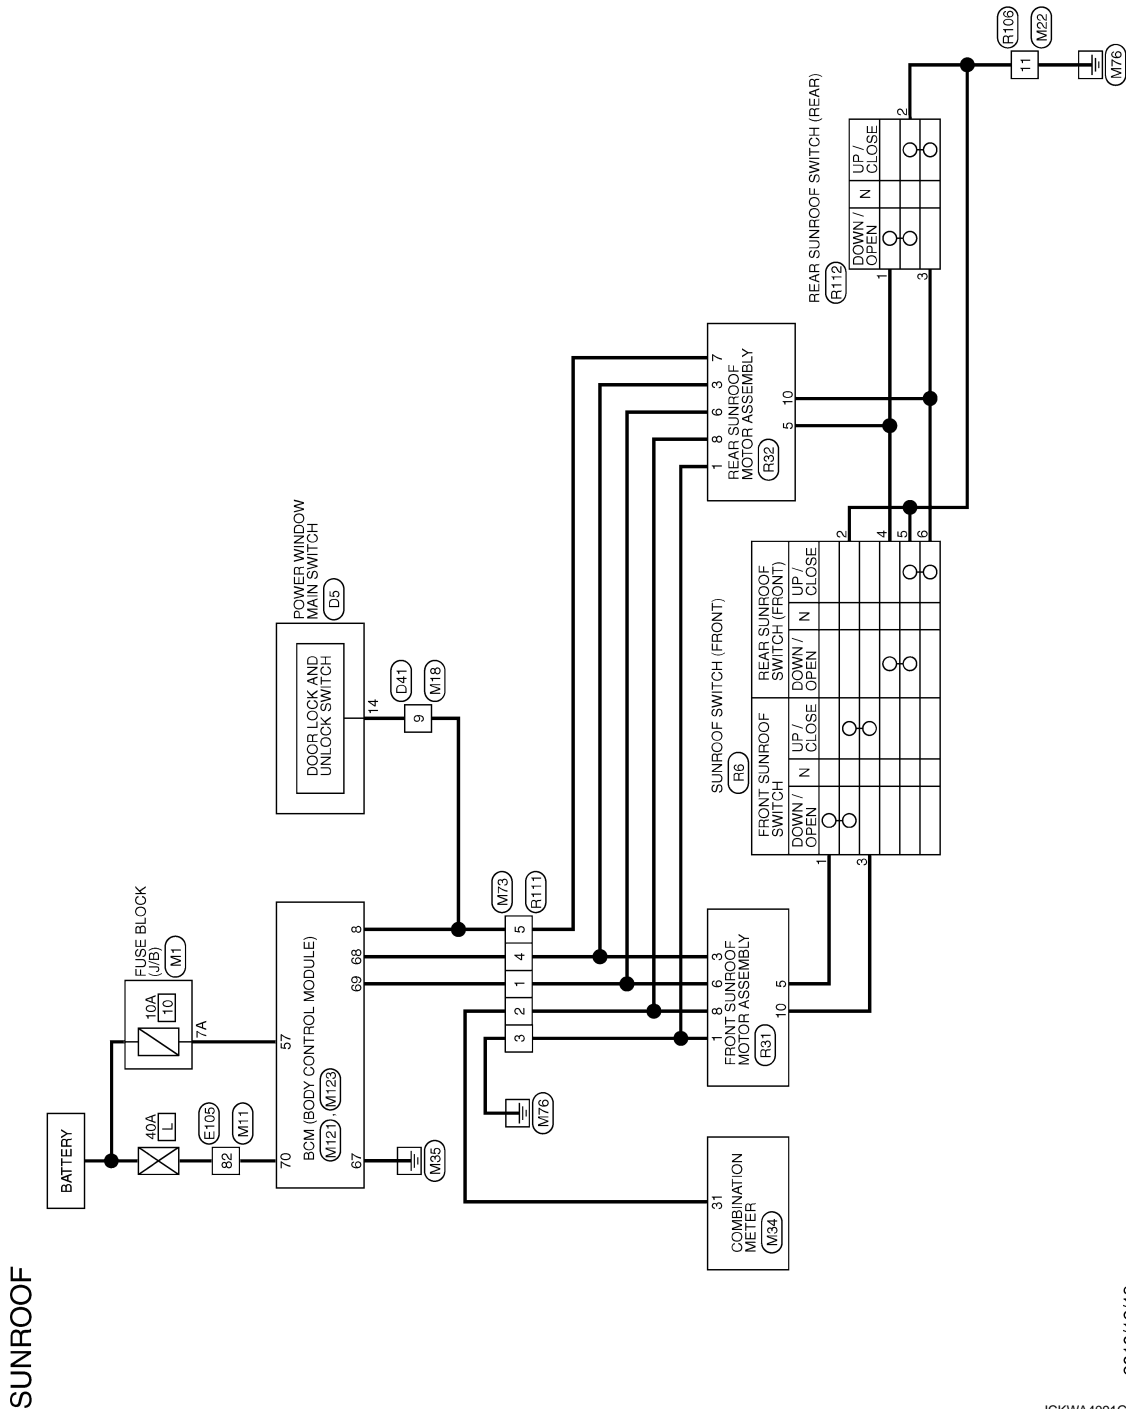 SUNROOF
BATTERY
40A
L
E105
M11
82
70
FUSE BLOCK
(J/B)
M1
10A
10
7A
57
BCM (BODY CONTROL MODULE)
M121 , M123
67
M35
69
68
8
POWER WINDOW
MAIN SWITCH
D5
DOOR LOCK AND
UNLOCK SWITCH
14
D41
M18
9
M73
R111
3
2
1
4
5
M76
31
COMBINATION
METER
M34
1
8
6
3
FRONT SUNROOF
MOTOR ASSEMBLY
R31
10
5
1
8
6
3
7
REAR SUNROOF
MOTOR ASSEMBLY
R32
5
10
SUNROOF SWITCH (FRONT)
R6
FRONT SUNROOF
SWITCH
REAR SUNROOF
SWITCH (FRONT)
DOWN /
OPEN
N
UP /
CLOSE
DOWN /
OPEN
N
UP /
CLOSE
1
3
2
4
5
6
REAR SUNROOF SWITCH (REAR)
R112
DOWN /
OPEN
N
UP /
CLOSE
1
3
2
R106
M22
11
M76